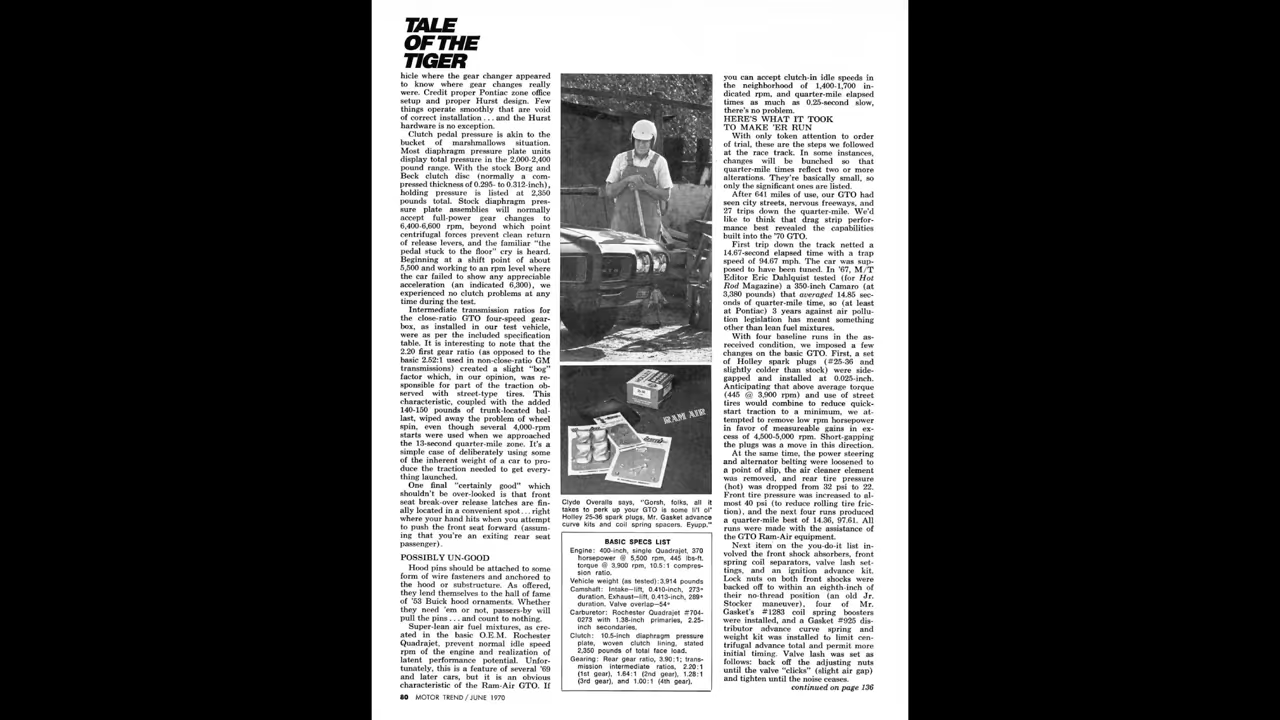 TALE
OF THE
TIGER
hicle where the gear changer appeared
to know where gear changes really
were. Credit proper Pontiac zone office
setup and proper Hurst design. Few
things operate smoothly that are void
of correct installation . . . and the Hurst
hardware is no exception.
Clutch pedal pressure is akin to the
bucket of marshmallows situation.
Most diaphragm pressure plate units
display total pressure in the 2,000-2,400
pound range. With the stock Borg and
Beck clutch disc (normally a com-
pressed thickness of 0.295- to 0.312-inch),
holding pressure is listed at 2,350
pounds total. Stock diaphragm pres-
sure plate assemblies will normally
accept full-power gear changes to
6,400-6,600 rpm, beyond which point
centrifugal forces prevent clean return
of release levers, and the familiar "the
pedal stuck to the floor" cry is heard.
Beginning at a shift point of about
5,500 and working to an rpm level where
the car failed to show any appreciable
acceleration (an indicated 6,300), we
experienced no clutch problems at any
time during the test.
Intermediate transmission ratios for
the close-ratio GTO four-speed gear-
box, as installed in our test vehicle,
were as per the included specification
table. It is interesting to note that the
2.20 first gear ratio (as opposed to the
basic 2.52:1 used in non-close-ratio GM
transmissions) created a slight "bog"
factor which, in our opinion, was re-
sponsible for part of the traction ob-
served with street-type tires. This
characteristic, coupled with the added
140-150 pounds of trunk-located bal-
last, wiped away the problem of wheel
spin, even though several 4,000-rpm
starts were used when we approached
the 13-second quarter-mile zone. It's a
simple case of deliberately using some
of the inherent weight of a car to pro-
duce the traction needed to get every-
thing launched.
One final "certainly good" which
shouldn't be over-looked is that front
seat break-over release latches are fin-
ally located in a convenient spot . . . right
where your hand hits when you attempt
to push the front seat forward (assum-
ing that you're an exiting rear seat
passenger).
POSSIBLY UN-GOOD
Hood pins should be attached to some
form of wire fasteners and anchored to
the hood or substructure. As offered,
they lend themselves to the hall of fame
of '53 Buick hood ornaments. Whether
they need 'em or not, passers-by will
pull the pins . . . and count to nothing.
Super-lean air fuel mixtures, as cre-
ated in the basic O.E.M. Rochester
Quadrajet, prevent normal idle speed
rpm of the engine and realization of
latent performance potential. Unfor-
tunately, this is a feature of several '69
and later cars, but it is an obvious
characteristic of the Ram-Air GTO. If
80 MOTOR TREND / JUNE 1970
RAM AIR
Clyde Overalls says, "Gorsh, folks, all it
takes to perk up your GTO is some li'l ol'
Holley 25-36 spark plugs, Mr. Gasket advance
curve kits and coil spring spacers. Eyupp."
BASIC SPECS LIST
Engine: 400-inch, single Quadrajet, 370
horsepower @ 5,500 rpm, 445 lbs-ft.
torque @ 3,900 rpm, 10.5:1 compres-
sion ratio.
Vehicle weight (as tested): 3,914 pounds
Camshaft: Intake—lift, 0.410-inch, 273°
duration, Exhaust—lift, 0.413-inch, 289°
duration. Valve overlap—54°
Carburetor: Rochester Quadrajet #704-
0273 with 1.38-inch primaries, 2.25-
inch secondaries.
Clutch: 10.5-inch diaphragm pressure
plate, woven clutch lining, stated
2,350 pounds of total face load.
Gearing: Rear gear ratio, 3.90:1; trans-
mission intermediate ratios, 2.20:1
(1st gear), 1.64:1 (2nd gear), 1.28:1
(3rd gear), and 1.00:1 (4th gear).
you can accept clutch-in idle speeds in
the neighborhood of 1,400-1,700 in-
dicated rpm, and quarter-mile elapsed
times as much as 0.25-second slow,
there's no problem.
HERE'S WHAT IT TOOK
TO MAKE 'ER RUN
With only token attention to order
of trial, these are the steps we followed
at the race track. In some instances,
changes will be bunched so that
quarter-mile times reflect two or more
alterations. They're basically small, so
only the significant ones are listed.
After 641 miles of use, our GTO had
seen city streets, nervous freeways, and
27 trips down the quarter-mile. We'd
like to think that drag strip perfor-
mance best revealed the capabilities
built into the '70 GTO.
First trip down the track netted a
14.67-second elapsed time with a trap
speed of 94.67 mph. The car was sup-
posed to have been tuned. In '67, M/T
Editor Eric Dahlquist tested (for Hot
Rod Magazine) a 350-inch Camaro (at
3,380 pounds) that averaged 14.85 sec-
onds of quarter-mile time, so (at least
at Pontiac) 3 years against air pollu-
tion legislation has meant something
other than lean fuel mixtures.
With four baseline runs in the as-
received condition, we imposed a few
changes on the basic GTO. First, a set
of Holley spark plugs (#25-36 and
slightly colder than stock) were side-
gapped and installed at 0.025-inch.
Anticipating that above average torque
(445 @ 3,900 rpm) and use of street
tires would combine to reduce quick-
start traction to a minimum, we at-
tempted to remove low rpm horsepower
in favor of measureable gains in ex-
cess of 4,500-5,000 rpm. Short-gapping
the plugs was a move in this direction.
At the same time, the power steering
and alternator belting were loosened to
a point of slip, the air cleaner element
was removed, and rear tire pressure
(hot) was dropped from 32 psi to 22.
Front tire pressure was increased to al-
most 40 psi (to reduce rolling tire fric-
tion), and the next four runs produced
a quarter-mile best of 14.36, 97.61. All
runs were made with the assistance of
the GTO Ram-Air equipment.
Next item on the you-do-it list in-
volved the front shock absorbers, front
spring coil separators, valve lash set-
tings, and an ignition advance kit.
Lock nuts on both front shocks were
backed off to within an eighth-inch of
their no-thread position (an old Jr.
Stocker maneuver), four of Mr.
Gasket's #1283 coil spring boosters
were installed, and a Gasket #925 dis-
tributor advance curve spring and
weight kit was installed to limit cen-
trifugal advance total and permit more
initial timing. Valve lash was set as
follows: back off the adjusting nuts
until the valve "clicks" (slight air gap)
and tighten until the noise ceases.
continued on page 136